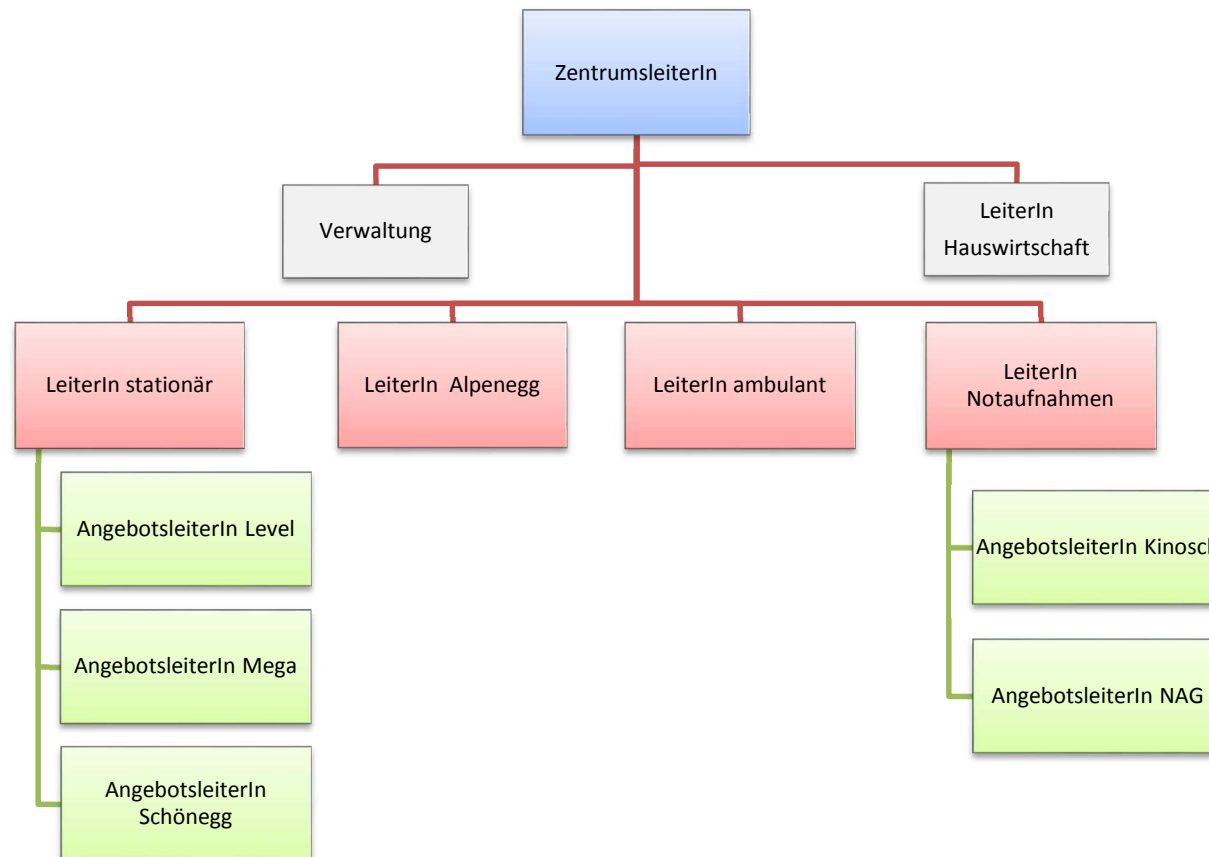 ZentrumsleiterIn
Verwaltung
LeiterIn
Hauswirtschaft
LeiterIn stationär
LeiterIn Alpenegg
LeiterIn ambulant
LeiterIn
Notaufnahmen
AngebotsleiterIn Level
AngebotsleiterIn Mega
AngebotsleiterIn
Schönegg
AngebotsleiterIn
AngebotsleiterIn NAG